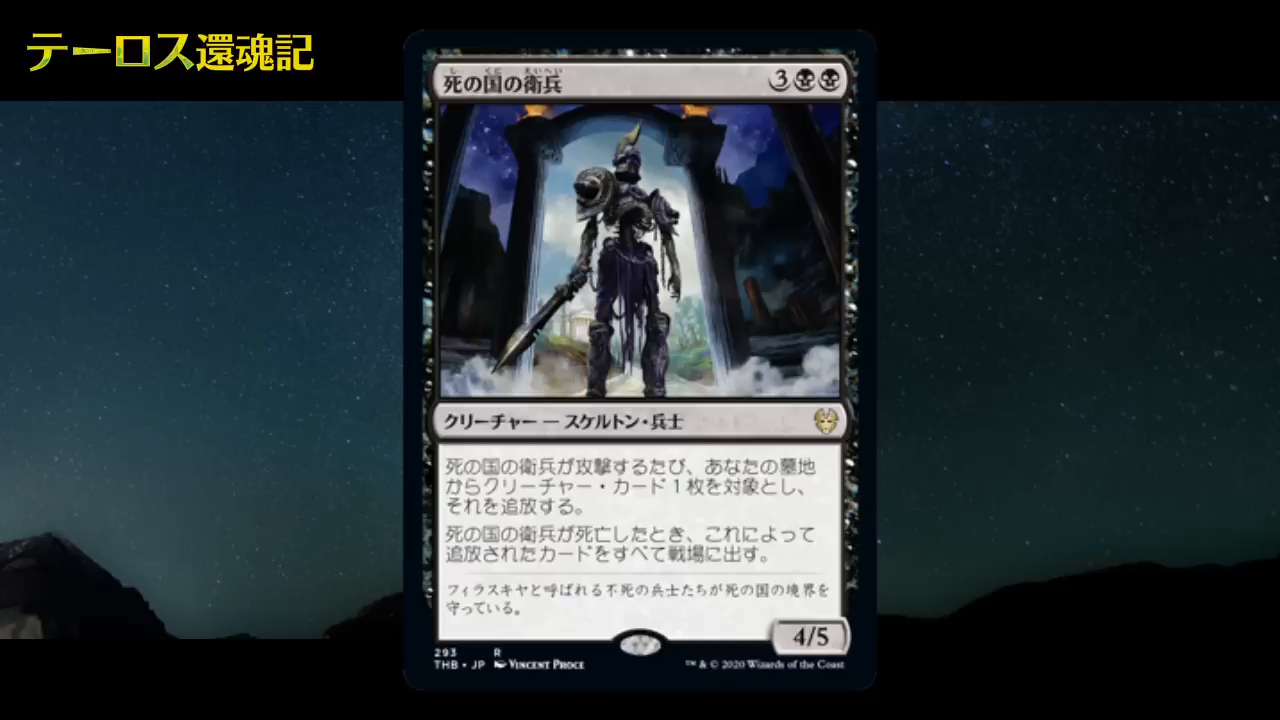 テーロス還魂記
死の国の衛兵
3
クリーチャー — スケルトン・兵士
死の国の衛兵が攻撃するたび、あなたの墓地
からクリーチャー・カード1枚を対象とし、
それを追放する。
死の国の衛兵が死亡したとき、これによって
追放されたカードをすべて戦場に出す。
フィラスキヤと呼ばれる不死の兵士たちが死の国の境界を
守っている。
4/5
293 R
THB • JP VINCENT PROCE
™ & © 2020 Wizards of the Coast